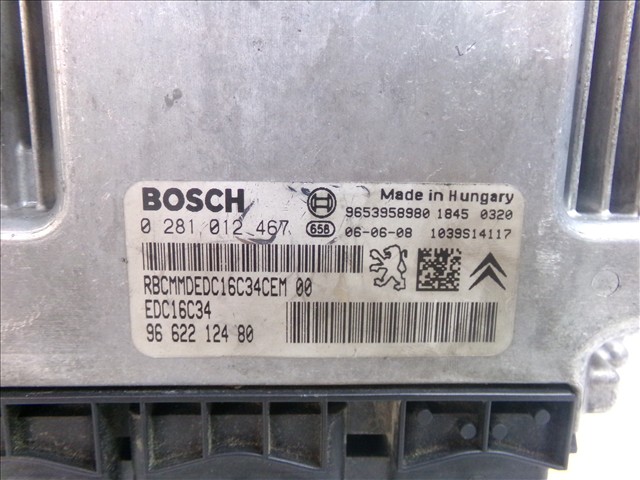 BOSCH
Made in Hungary
9653958980 1845 0320
0 281 012 467
658
06-06-08 1039S14117
RBCMMDEDC16C34CEM 00
EDC16C34
96 622 124 80